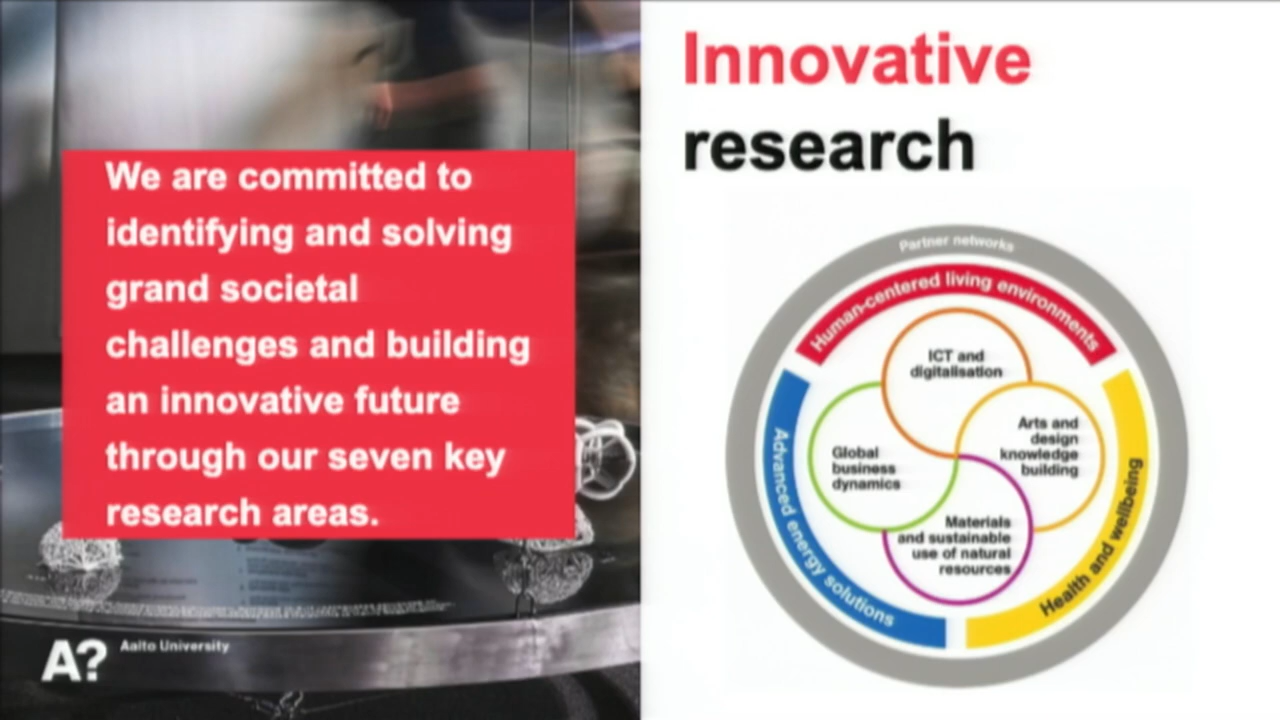 We are committed to
identifying and solving
grand societal
challenges and building
an innovative future
through our seven key
research areas.
A?
Aalto University
Innovative
research
Partner networks
Human-centered living environments
ICT and
digitalisation
Arts and
design
knowledge
building
Global
business
dynamics
Materials
and sustainable
use of natural
resources
Advanced energy solutions
Health and wellbeing